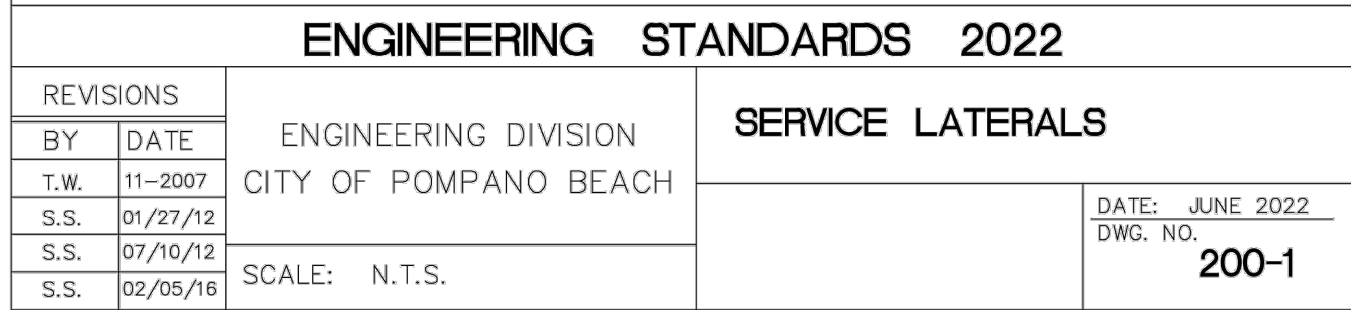 ENGINEERING STANDARDS 2022
REVISIONS
BY DATE
T.W. 11-2007
S.S. 01/27/12
S.S. 07/10/12
S.S. 02/05/16
ENGINEERING DIVISION
CITY OF POMPANO BEACH
SCALE: N.T.S.
SERVICE LATERALS
DATE: JUNE 2022
DWG. NO.
200-1